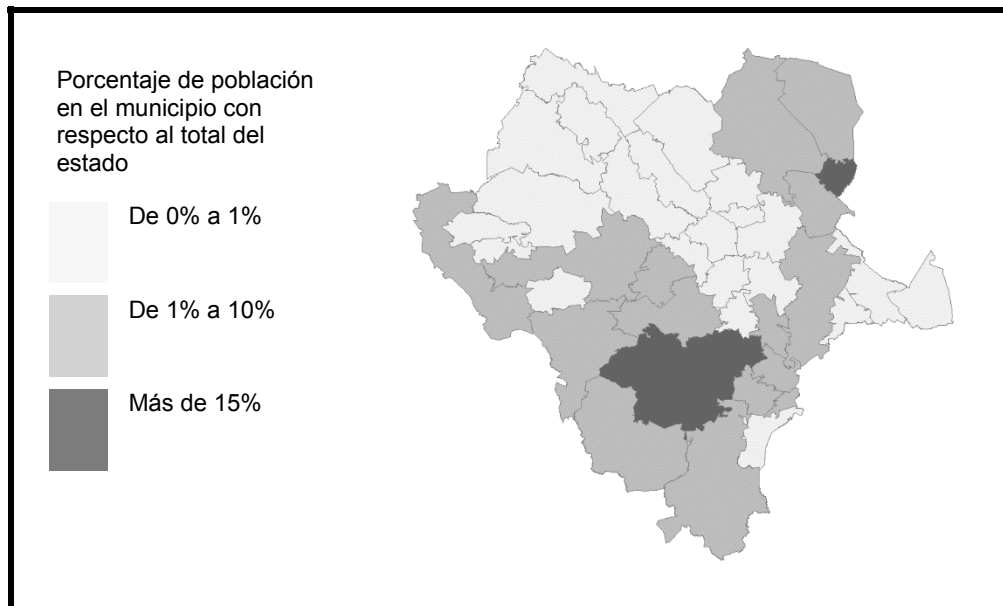 Porcentaje de población
en el municipio con
respecto al total del
estado
De 0% a 1%
De 1% a 10%
Más de 15%